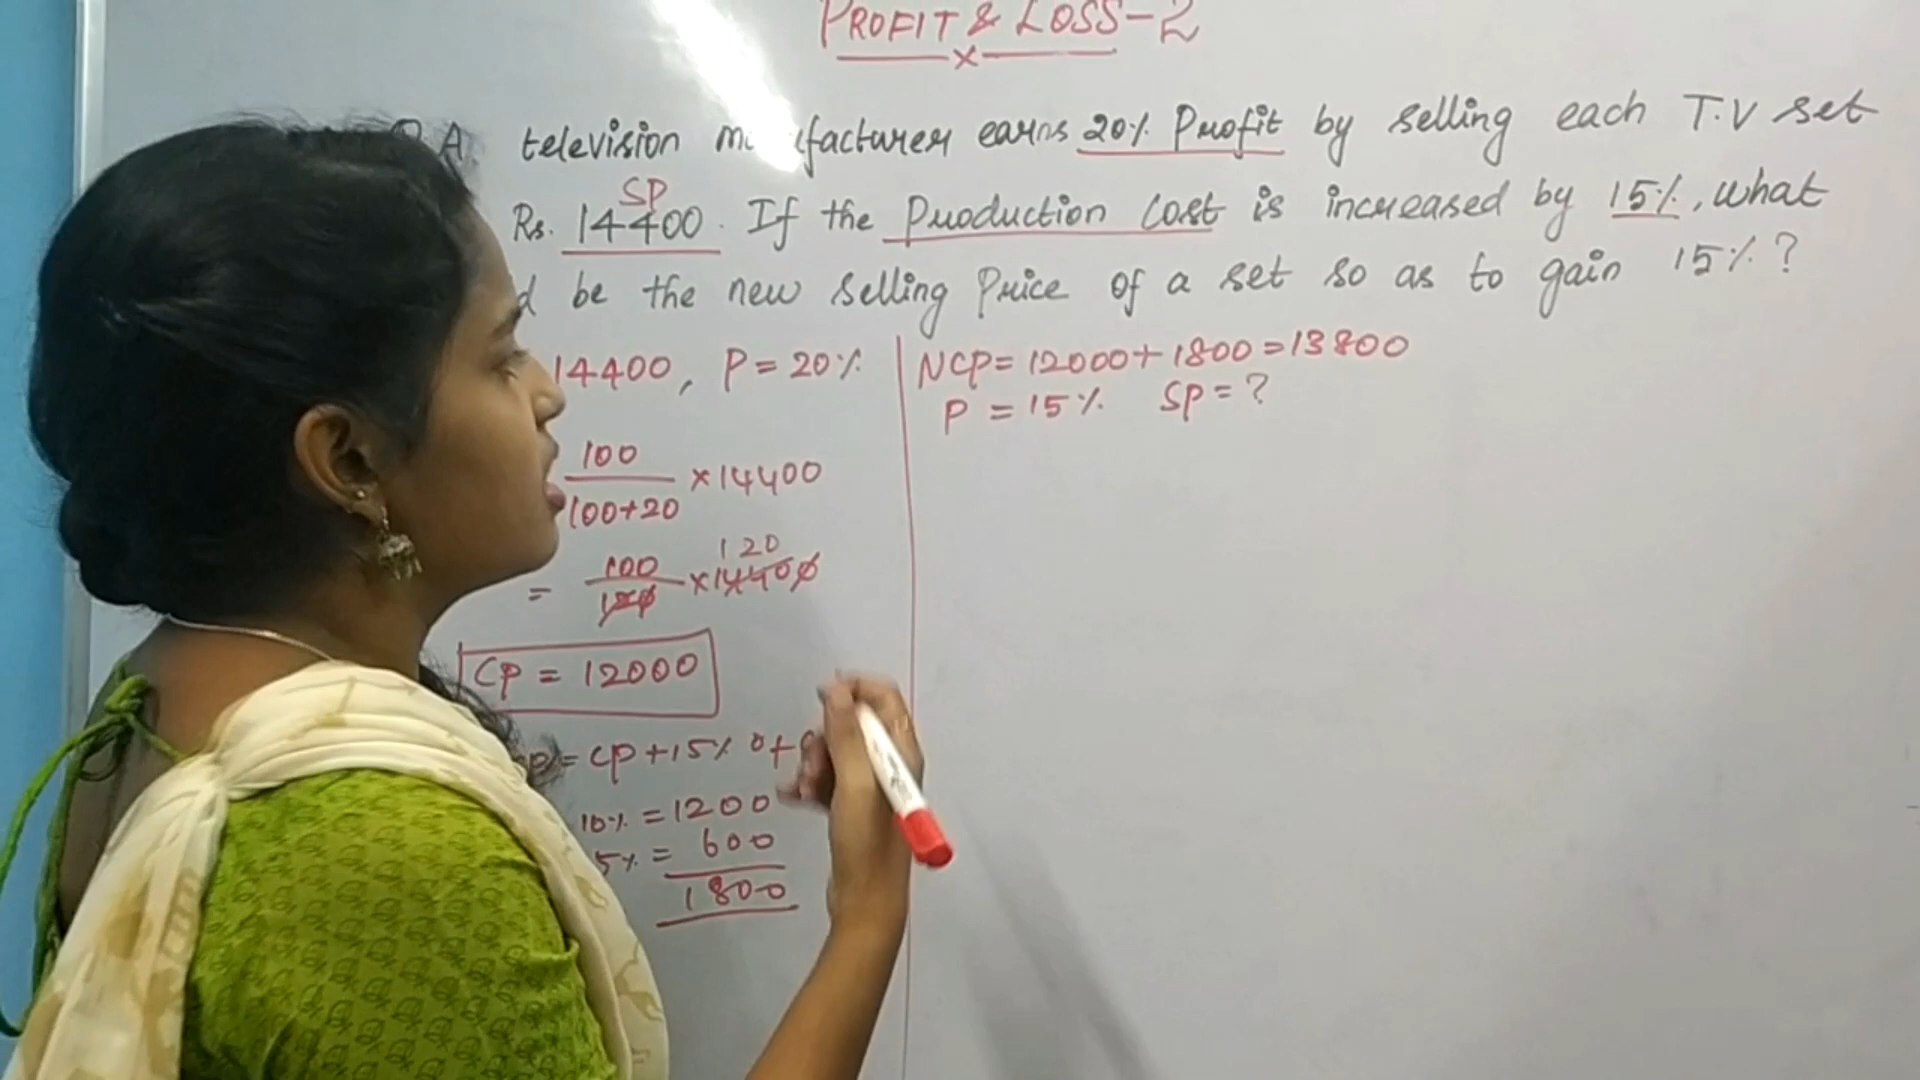 PROFIT & LOSS-2
x
A television manufacturer earns 20% Profit by selling each T.V set
SP
Rs. 14400. If the Production Cost is increased by 15%, what
be the new selling Price of a set so as to gain 15%?
14400, P = 20%
100
100+20
×14400
120
= 100
120
×14400
CP = 12000
= CP + 15% of
10% = 1200
5% = 600
1800
NCP = 12000 + 1800 = 13800
P = 15% SP = ?